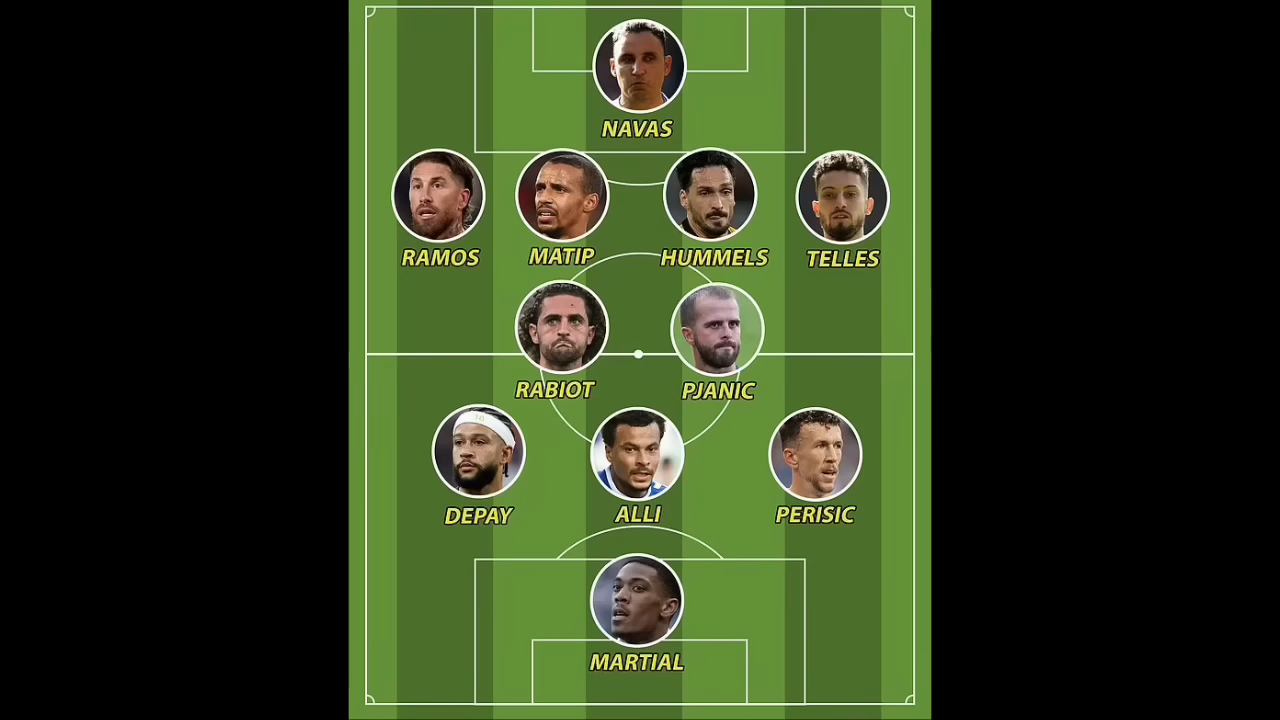 NAVAS
RAMOS
MATIP
HUMMELS
TELLES
RABIOT
PJANIC
DEPAY
ALLI
PERISIC
MARTIAL